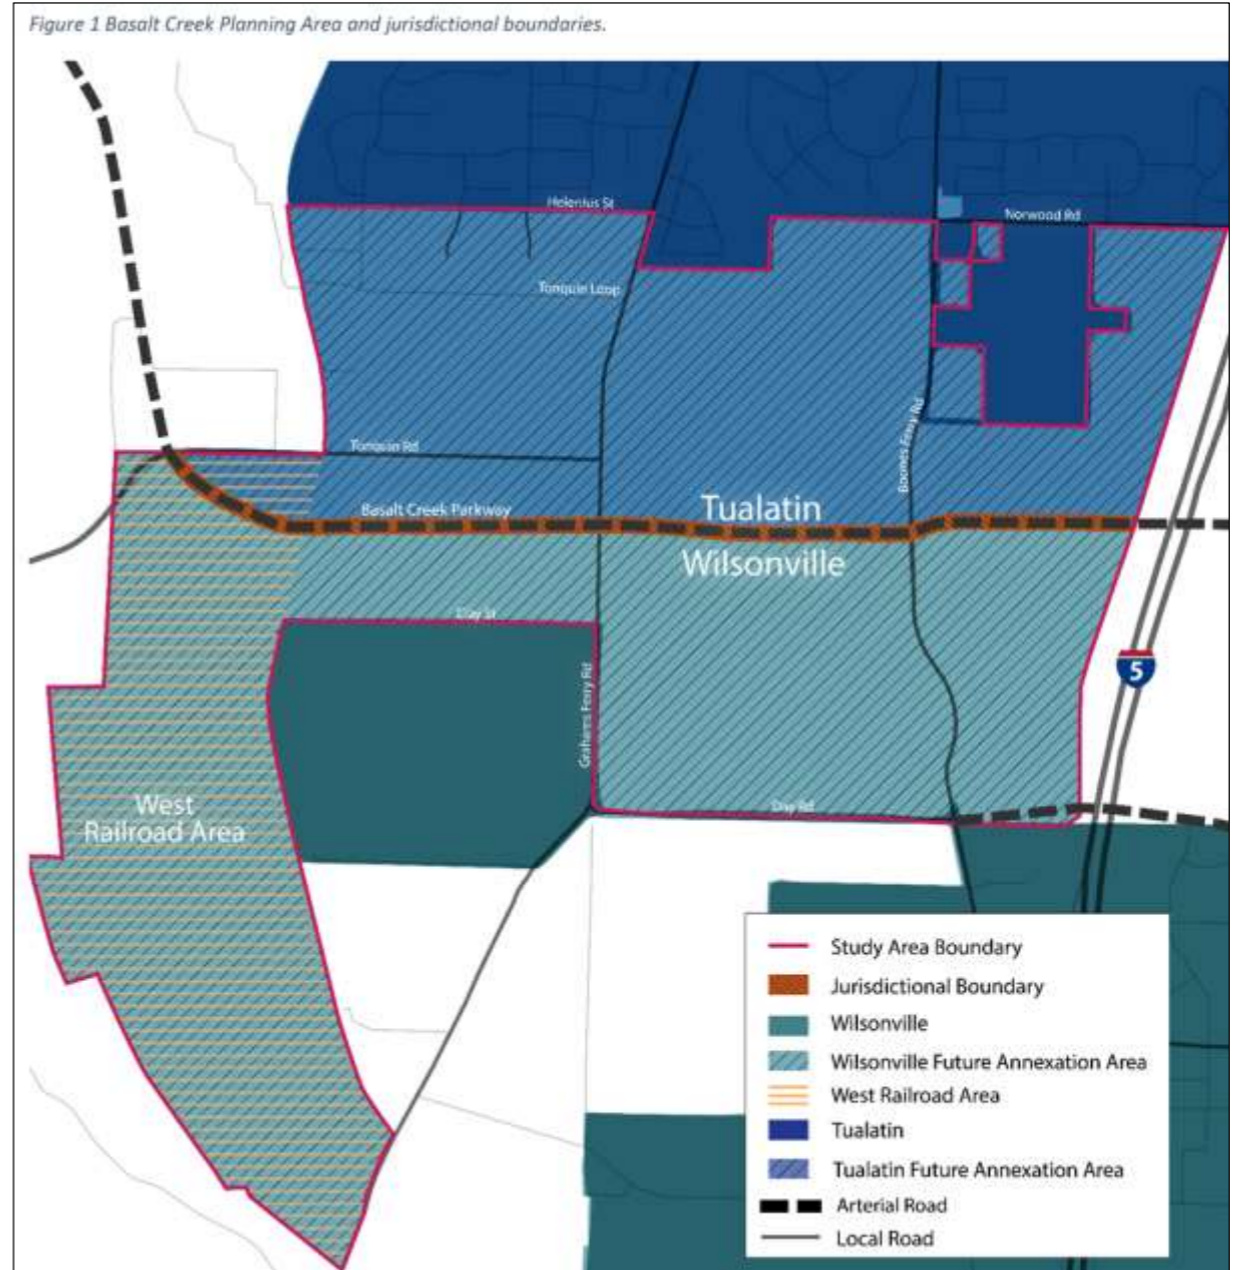 Figure 1 Basalt Creek Planning Area and jurisdictional boundaries.
Helenius St
Norwood Rd
Tonquin Loop
Boones Ferry Rd
Tonquin Rd
Basalt Creek Parkway
Tualatin
Wilsonville
Clay St
Grahams Ferry Rd
5
West
Railroad Area
Day Rd
Study Area Boundary
Jurisdictional Boundary
Wilsonville
Wilsonville Future Annexation Area
West Railroad Area
Tualatin
Tualatin Future Annexation Area
Arterial Road
Local Road